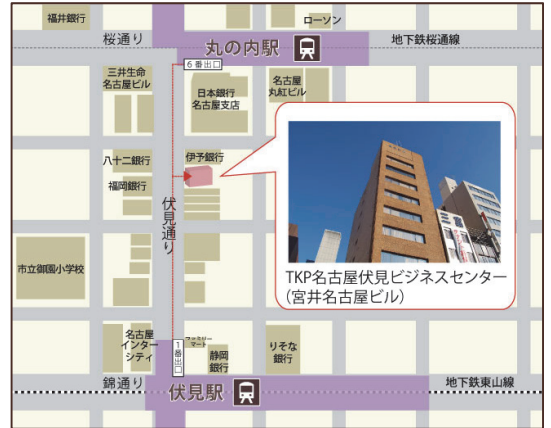 福井銀行
ローソン
桜通り
丸の内駅
地下鉄桜通線
6番出口
三井生命
名古屋ビル
日本銀行
名古屋支店
名古屋
丸紅ビル
八十二銀行
伊予銀行
福岡銀行
伏見通り
市立御園小学校
TKP名古屋伏見ビジネスセンター
(宮井名古屋ビル)
名古屋
インター
シティ
1番出口
ファミリー
マート
静岡
銀行
りそな
銀行
錦通り
伏見駅
地下鉄東山線